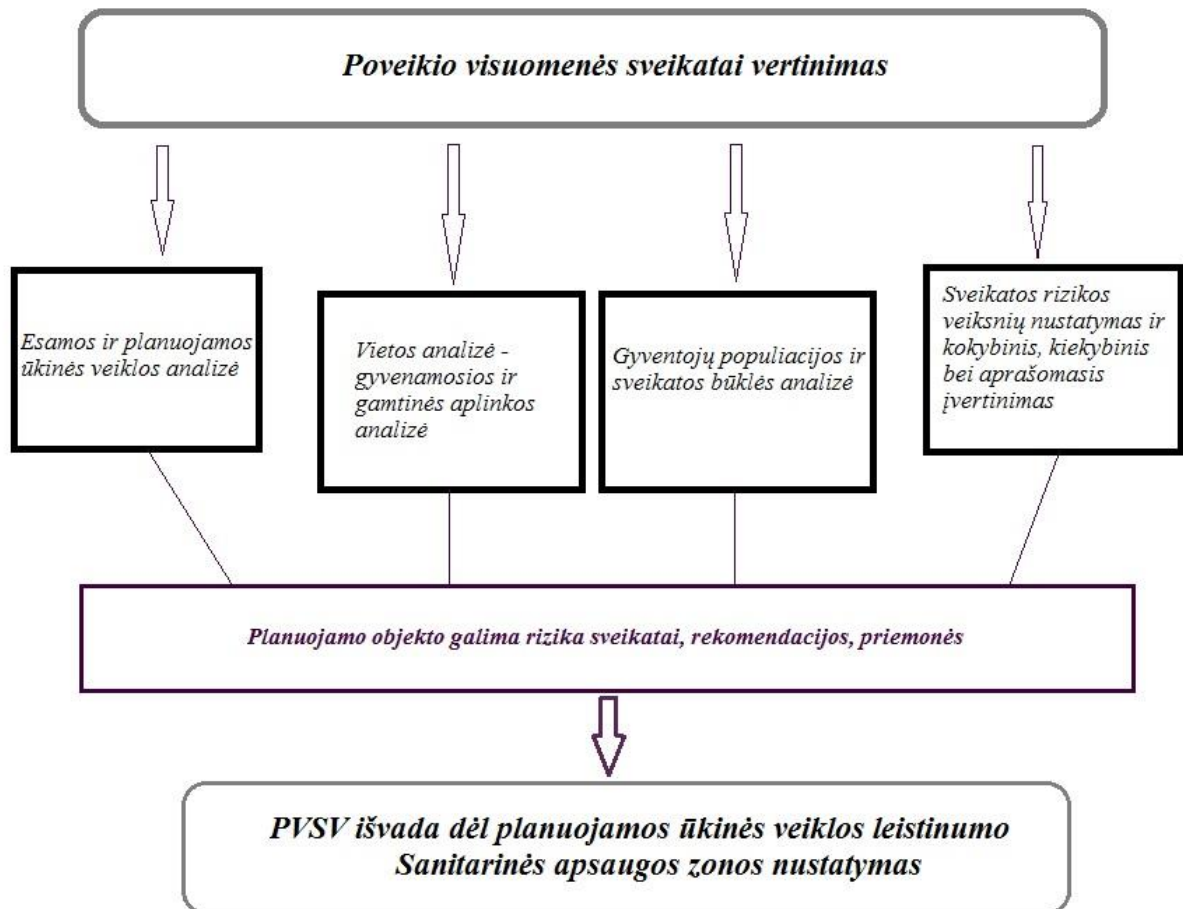 Poveikio visuomenės sveikatai vertinimas
Esamos ir planuojamos
ūkinės veiklos analizė
Vietos analizė -
gyvenamosios ir
gamtinės aplinkos
analizė
Gyventojų populiacijos ir
sveikatos būklės analizė
Sveikatos rizikos
veiksnių nustatymas ir
kokybinis, kiekybinis
bei aprašomasis
įvertinimas
Planuojamo objekto galima rizika sveikatai, rekomendacijos, priemonės
PVSV išvada dėl planuojamos ūkinės veiklos leistinumo
Sanitarinės apsaugos zonos nustatymas